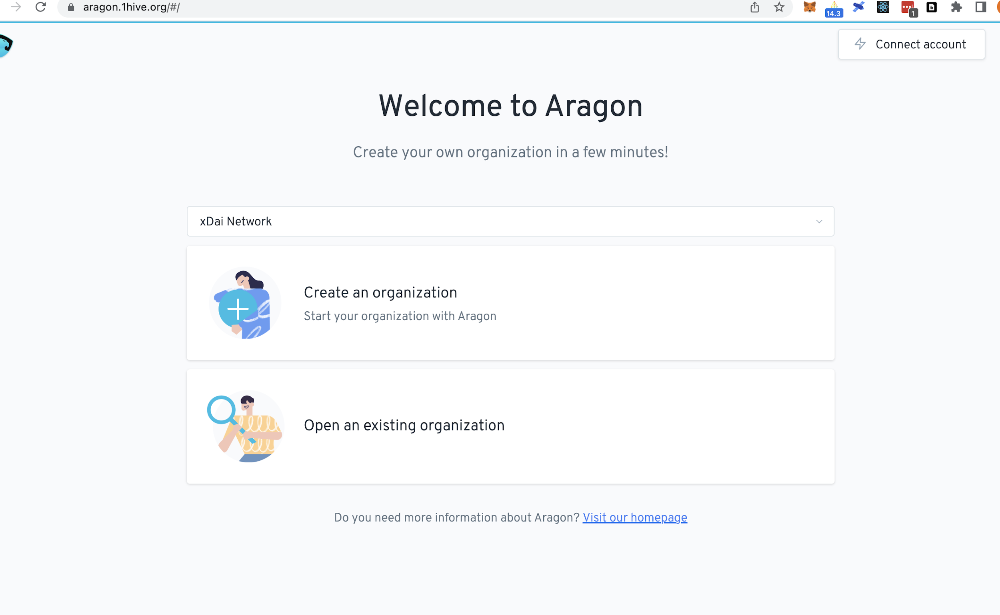 aragon.1hive.org/#/
14.3
1
Connect account
Welcome to Aragon
Create your own organization in a few minutes!
xDai Network
Create an organization
Start your organization with Aragon
Open an existing organization
Do you need more information about Aragon? Visit our homepage